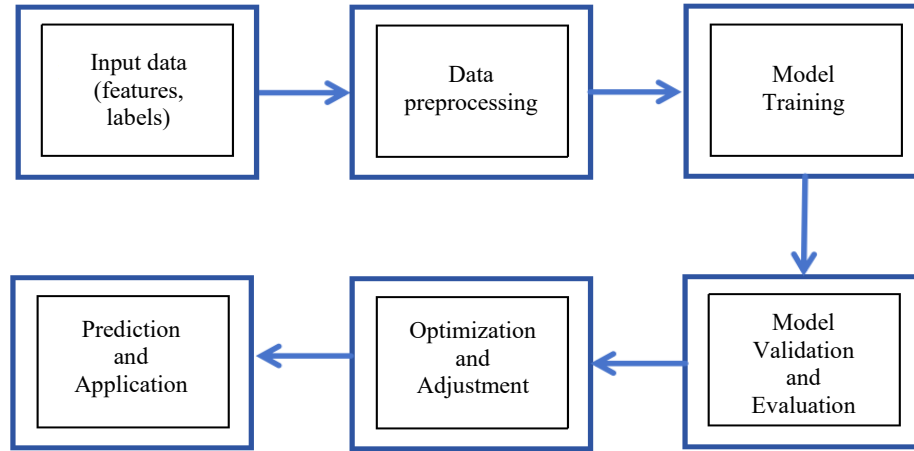 Input data
(features,
labels)
Data
preprocessing
Model
Training
Prediction
and
Application
Optimization
and
Adjustment
Model
Validation
and
Evaluation